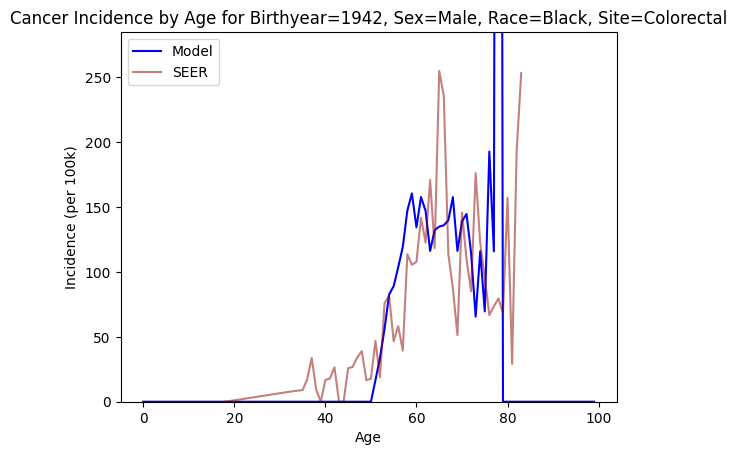 Cancer Incidence by Age for Birthyear=1942, Sex=Male, Race=Black, Site=Colorectal
Model
SEER
250
200
150
100
50
0
Incidence (per 100k)
0 20 40 60 80 100
Age